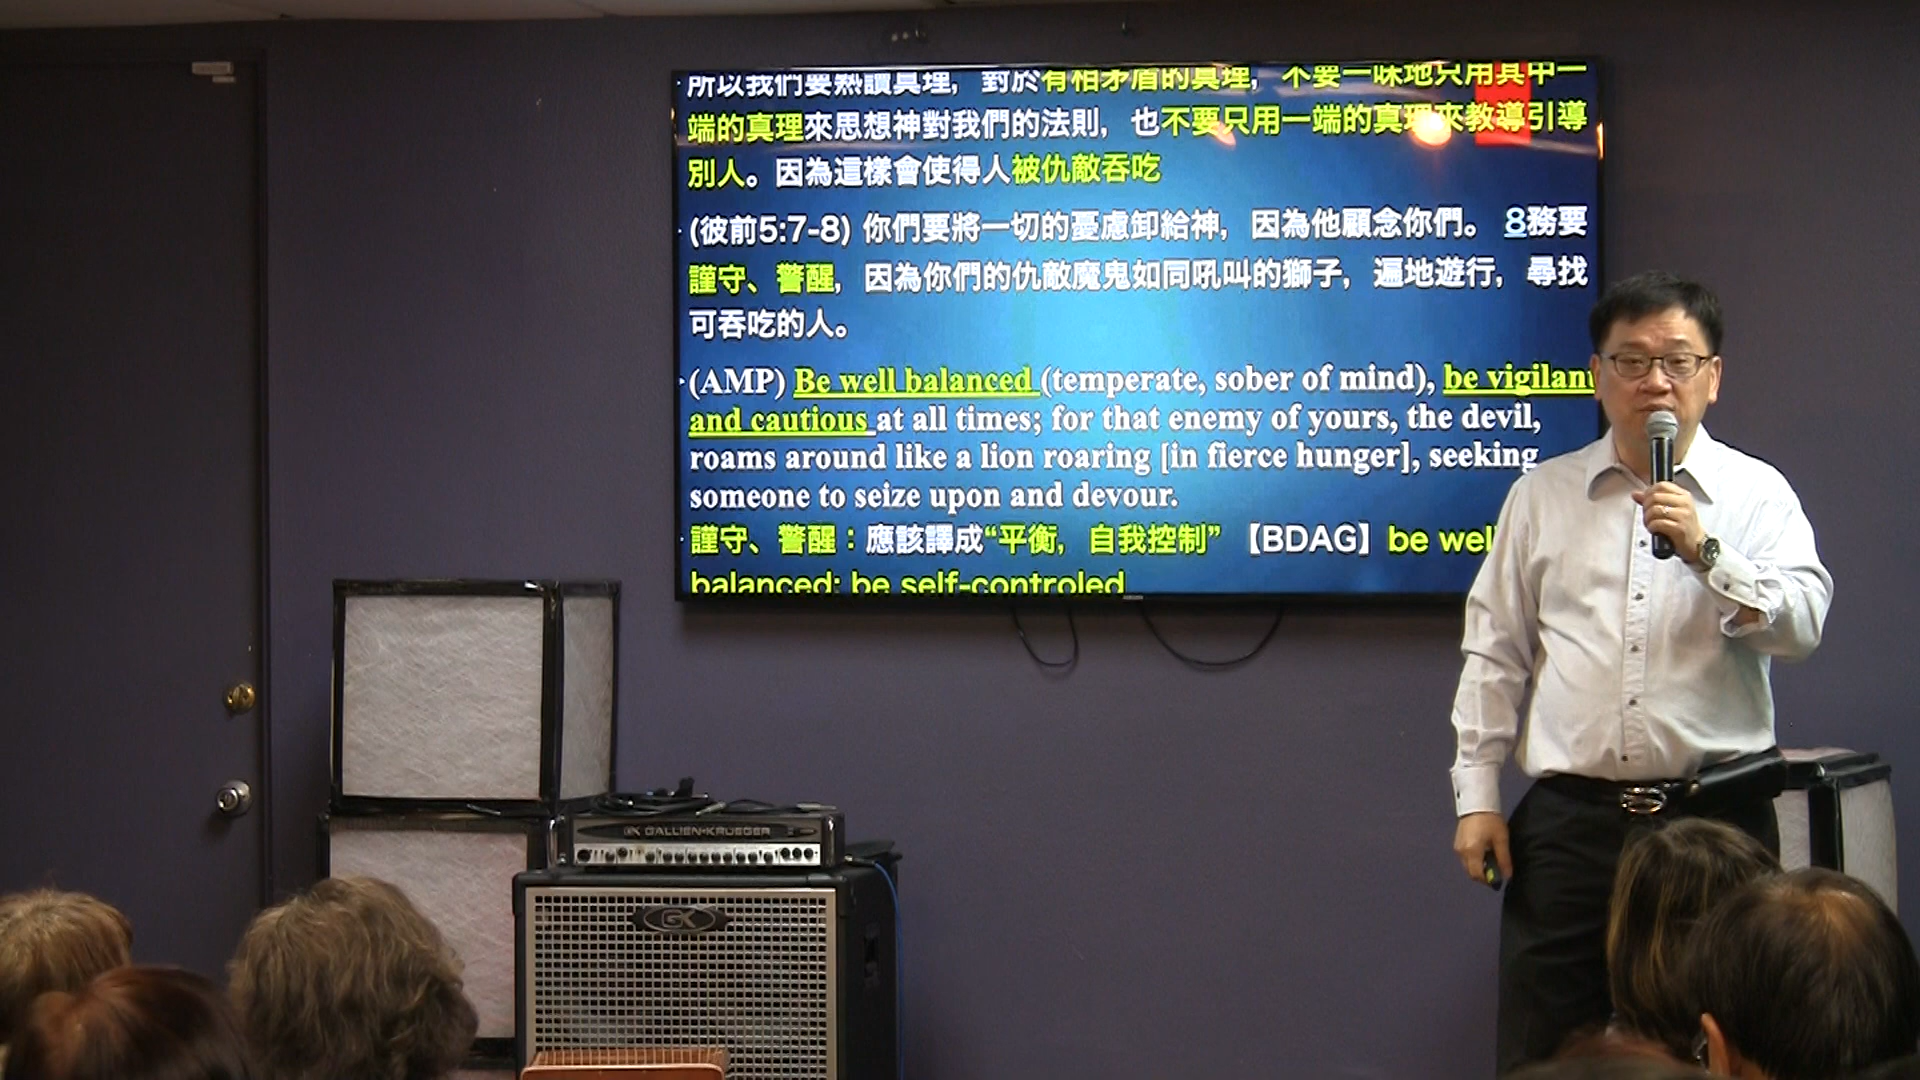 所以我們要熟讀真理，對於有相矛盾的真理，不要一味地只用其中一
端的真理來思想神對我們的法則，也不要只用一端的真理來教導引導
別人。因為這樣會使得人被仇敵吞吃
(彼前5:7-8) 你們要將一切的憂慮卸給神，因為他顧念你們。 8務要
謹守、警醒，因為你們的仇敵魔鬼如同吼叫的獅子，遍地遊行，尋找
可吞吃的人。
(AMP) Be well balanced (temperate, sober of mind), be vigilant
and cautious at all times; for that enemy of yours, the devil,
roams around like a lion roaring [in fierce hunger], seeking
someone to seize upon and devour.
謹守、警醒：應該譯成“平衡，自我控制” 【BDAG】be well
balanced; be self-controled
GK GALLIEN-KRUEGER
GK